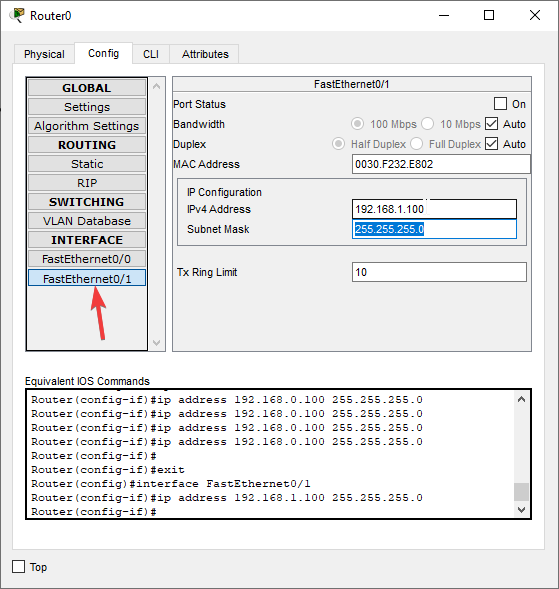 Router0
Physical Config CLI Attributes
GLOBAL
Settings
Algorithm Settings
ROUTING
Static
RIP
SWITCHING
VLAN Database
INTERFACE
FastEthernet0/0
FastEthernet0/1
FastEthernet0/1
Port Status On
Bandwidth 100 Mbps 10 Mbps Auto
Duplex Half Duplex Full Duplex Auto
MAC Address 0030.F232.E802
IP Configuration
IPv4 Address 192.168.1.100
Subnet Mask 255.255.255.0
Tx Ring Limit 10
Equivalent IOS Commands
Router(config-if)#ip address 192.168.0.100 255.255.255.0
Router(config-if)#ip address 192.168.0.100 255.255.255.0
Router(config-if)#ip address 192.168.0.100 255.255.255.0
Router(config-if)#ip address 192.168.0.100 255.255.255.0
Router(config-if)#
Router(config-if)#exit
Router(config)#interface FastEthernet0/1
Router(config-if)#ip address 192.168.1.100 255.255.255.0
Router(config-if)#
Top